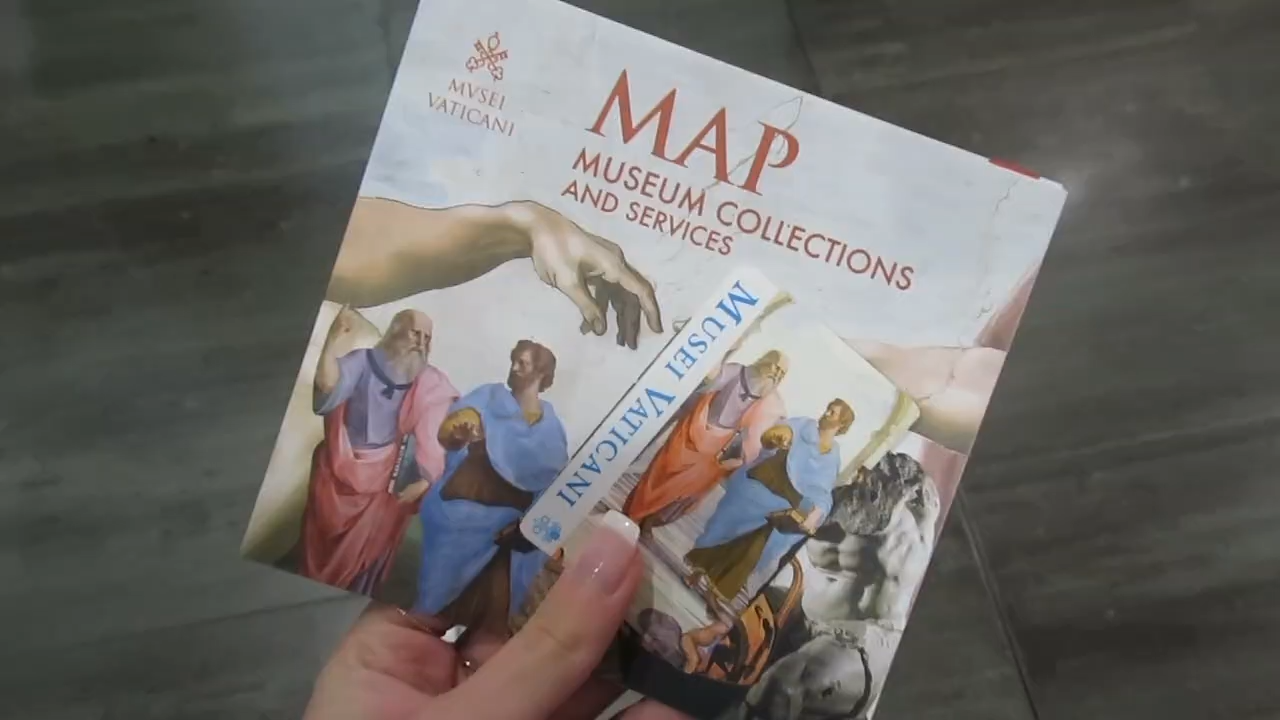 MVSEI
VATICANI
MAP
MUSEUM COLLECTIONS
AND SERVICES
MUSEI VATICANI